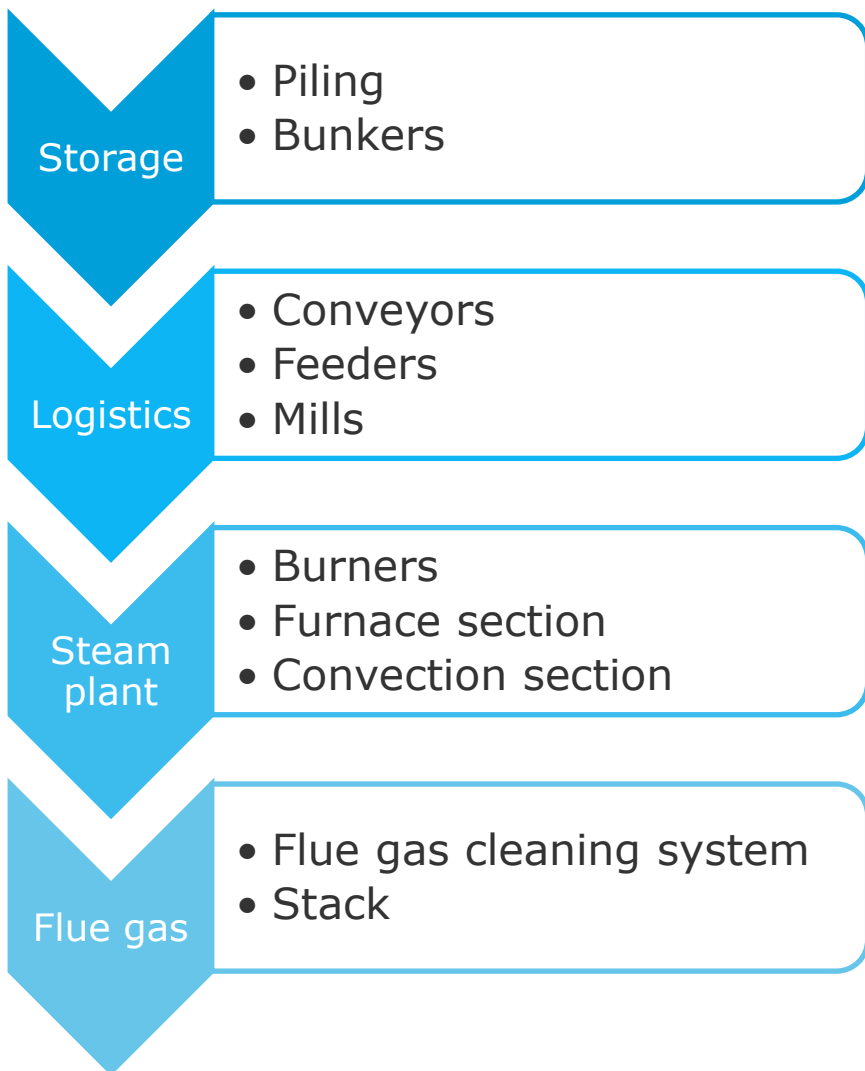 Storage
• Piling
• Bunkers
Logistics
• Conveyors
• Feeders
• Mills
Steam
plant
• Burners
• Furnace section
• Convection section
Flue gas
• Flue gas cleaning system
• Stack